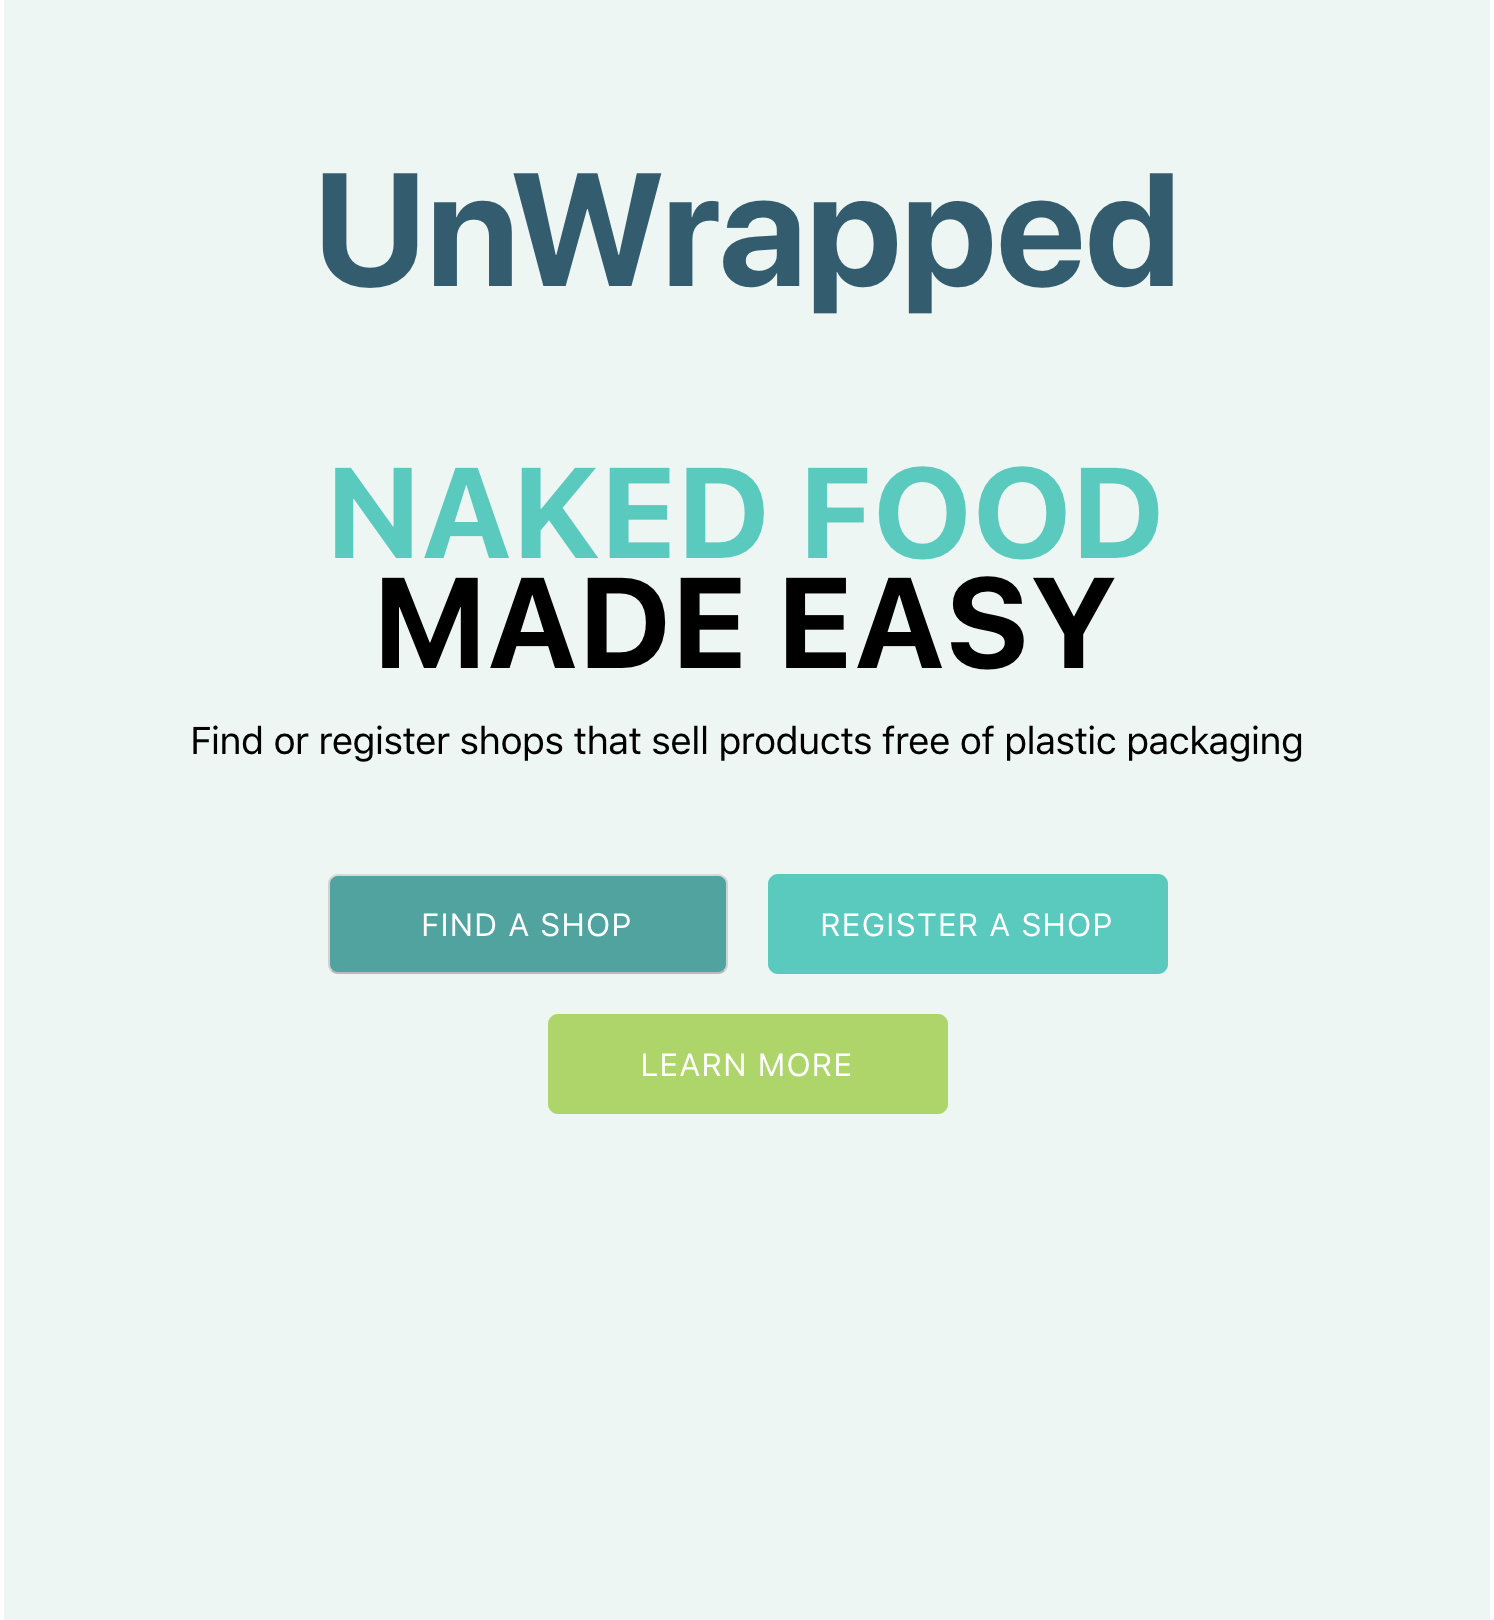 UnWrapped
NAKED FOOD
MADE EASY
Find or register shops that sell products free of plastic packaging
FIND A SHOP
REGISTER A SHOP
LEARN MORE